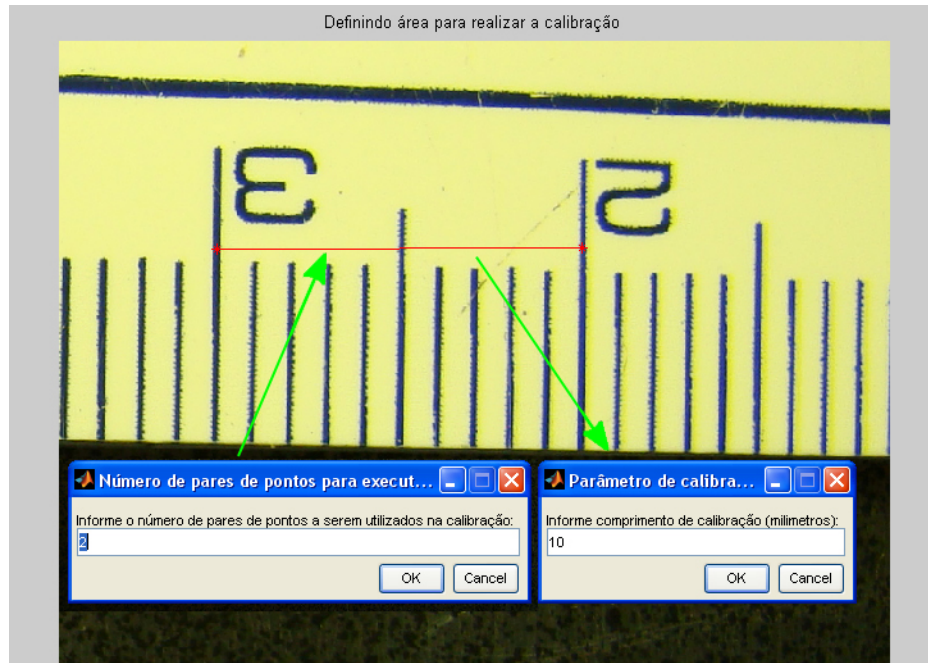 Definindo área para realizar a calibração
3 2
Número de pares de pontos para execut...
Informe o número de pares de pontos a serem utilizados na calibração:
2
OK Cancel
Parâmetro de calibra...
Informe comprimento de calibração (milimetros):
10
OK Cancel